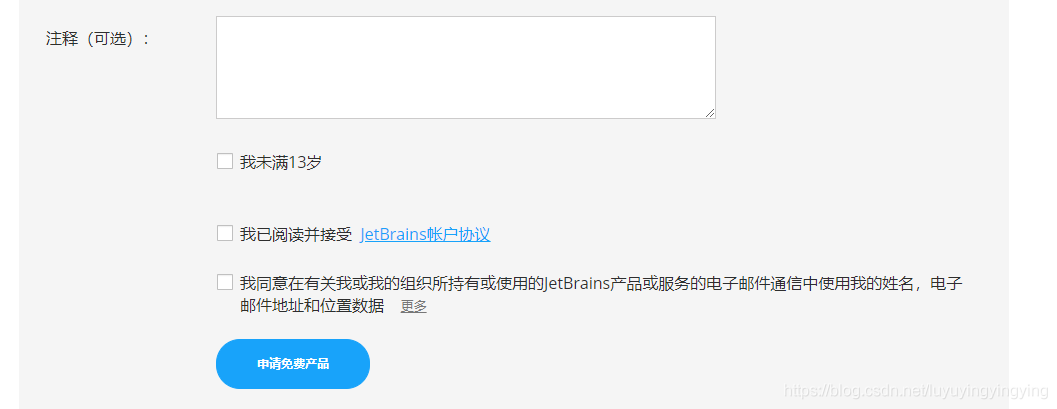 注释（可选）:
我未满13岁
我已阅读并接受 JetBrains帐户协议
我同意在有关我或我的组织所持有或使用的JetBrains产品或服务的电子邮件通信中使用我的姓名，电子
邮件地址和位置数据 更多
申请免费产品
https://blog.csdn.net/luyuyingyingying